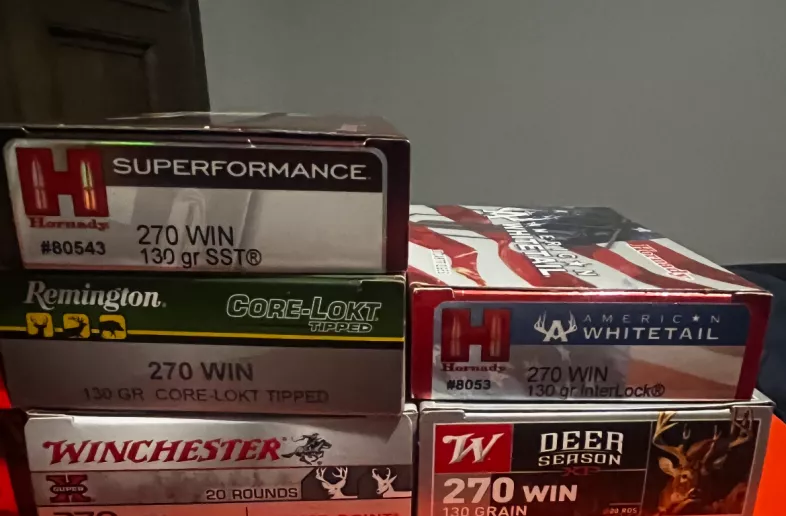 SUPERFORMANCE
Hornady
#80543
270 WIN
130 gr SST®
Remington
CORE-LOKT
TIPPED
270 WIN
130 GR CORE-LOKT TIPPED
WINCHESTER
SUPER
X
20 ROUNDS
AMERICAN
WHITETAIL
Hornady
AMERICAN
WHITETAIL
Hornady
#8053
270 WIN
130 gr InterLock®
W
DEER
SEASON
XP
270 WIN
130 GRAIN